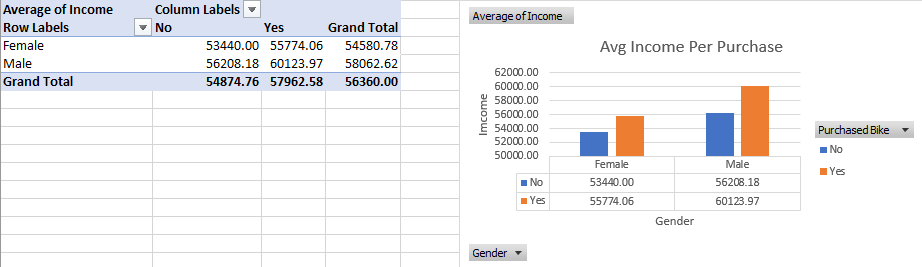 Average of Income Column Labels
Row Labels No Yes Grand Total
Female 53440.00 55774.06 54580.78
Male 56208.18 60123.97 58062.62
Grand Total 54874.76 57962.58 56360.00
Average of Income
Avg Income Per Purchase
Imcome
62000.00
60000.00
58000.00
56000.00
54000.00
52000.00
50000.00
Female Male
No 53440.00 56208.18
Yes 55774.06 60123.97
Gender
Purchased Bike
No
Yes
Gender